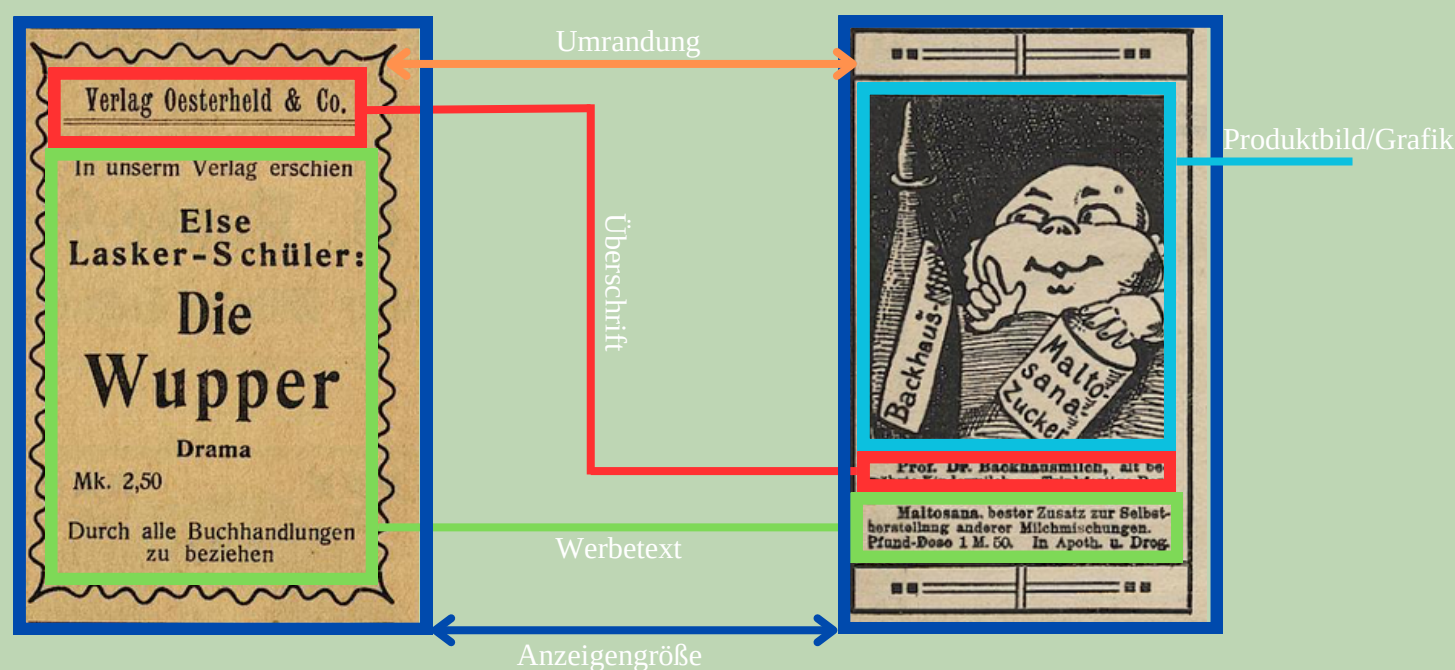 Umrandung
Verlag Oesterheld & Co.
In unserm Verlag erschien
Else
Lasker-Schüler:
Die
Wupper
Drama
Mk. 2,50
Durch alle Buchhandlungen
zu beziehen
Überschrift
Werbetext
Anzeigengröße
Produktbild/Grafik
Backhaus-M
Malto-
sana
Zucker
Prof. Dr. Backhausmilch, alt be
Maltosana, bester Zusatz zur Selbst-
herstellung anderer Milchmischungen.
Pfund-Dose 1 M. 50. In Apoth. u. Drog.